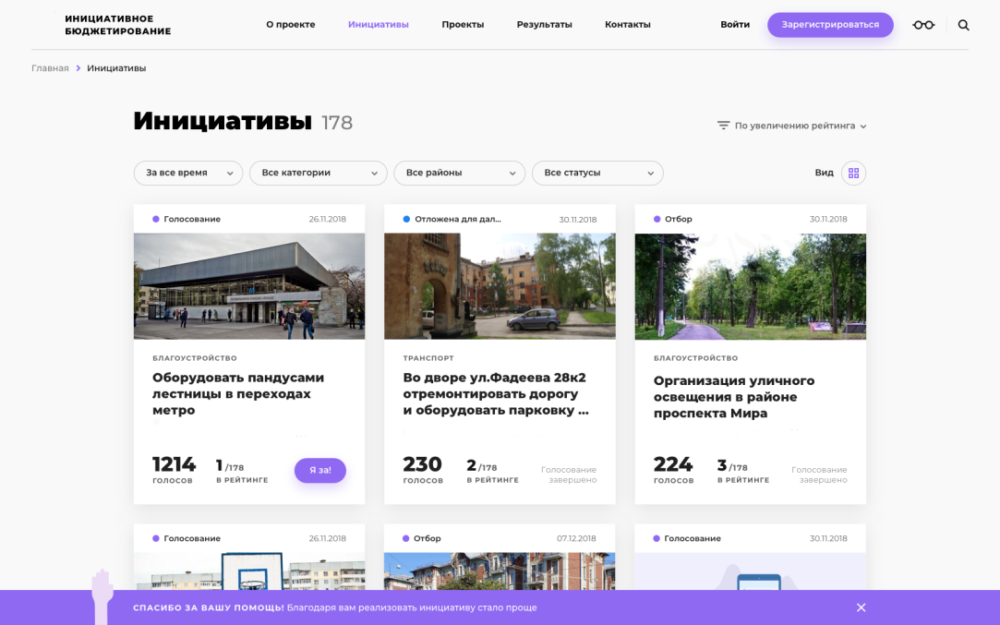 ИНИЦИАТИВНОЕ
БЮДЖЕТИРОВАНИЕ
О проекте Инициативы Проекты Результаты Контакты Войти Зарегистрироваться
Главная Инициативы
Инициативы 178
По увеличению рейтинга
За все время Все категории Все районы Все статусы Вид
Голосование 26.11.2018
БЛАГОУСТРОЙСТВО
Оборудовать пандусами
лестницы в переходах
метро
1214 1/178 Я за!
ГОЛОСОВ В РЕЙТИНГЕ
Отложена для дал... 30.11.2018
ТРАНСПОРТ
Во дворе ул.Фадеева 28к2
отремонтировать дорогу
и оборудовать парковку ...
230 2/178 Голосование
ГОЛОСОВ В РЕЙТИНГЕ завершено
Отбор 30.11.2018
БЛАГОУСТРОЙСТВО
Организация уличного
освещения в районе
проспекта Мира
224 3/178 Голосование
ГОЛОСОВ В РЕЙТИНГЕ завершено
Голосование 26.11.2018
Отбор 07.12.2018
Голосование 30.11.2018
СПАСИБО ЗА ВАШУ ПОМОЩЬ! Благодаря вам реализовать инициативу стало проще